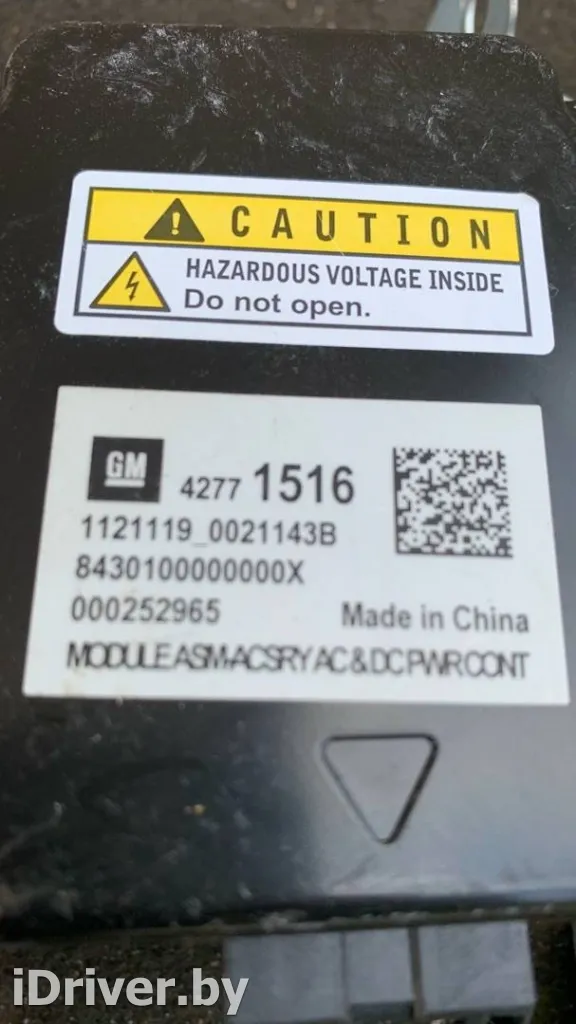 CAUTION
HAZARDOUS VOLTAGE INSIDE
Do not open.
GM
4277 1516
1121119_0021143B
8430100000000X
000252965
Made in China
MODULE ASM-ACSRY AC & DC PWR CONT
iDriver.by